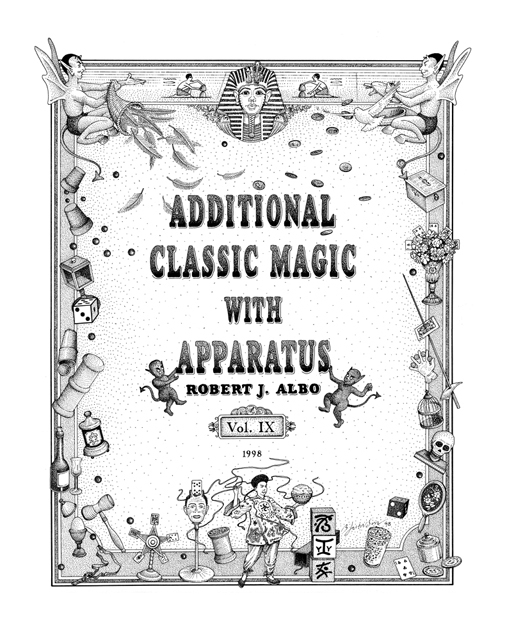 ADDITIONAL
CLASSIC MAGIC
WITH
APPARATUS
ROBERT J. ALBO
Vol. IX
1998